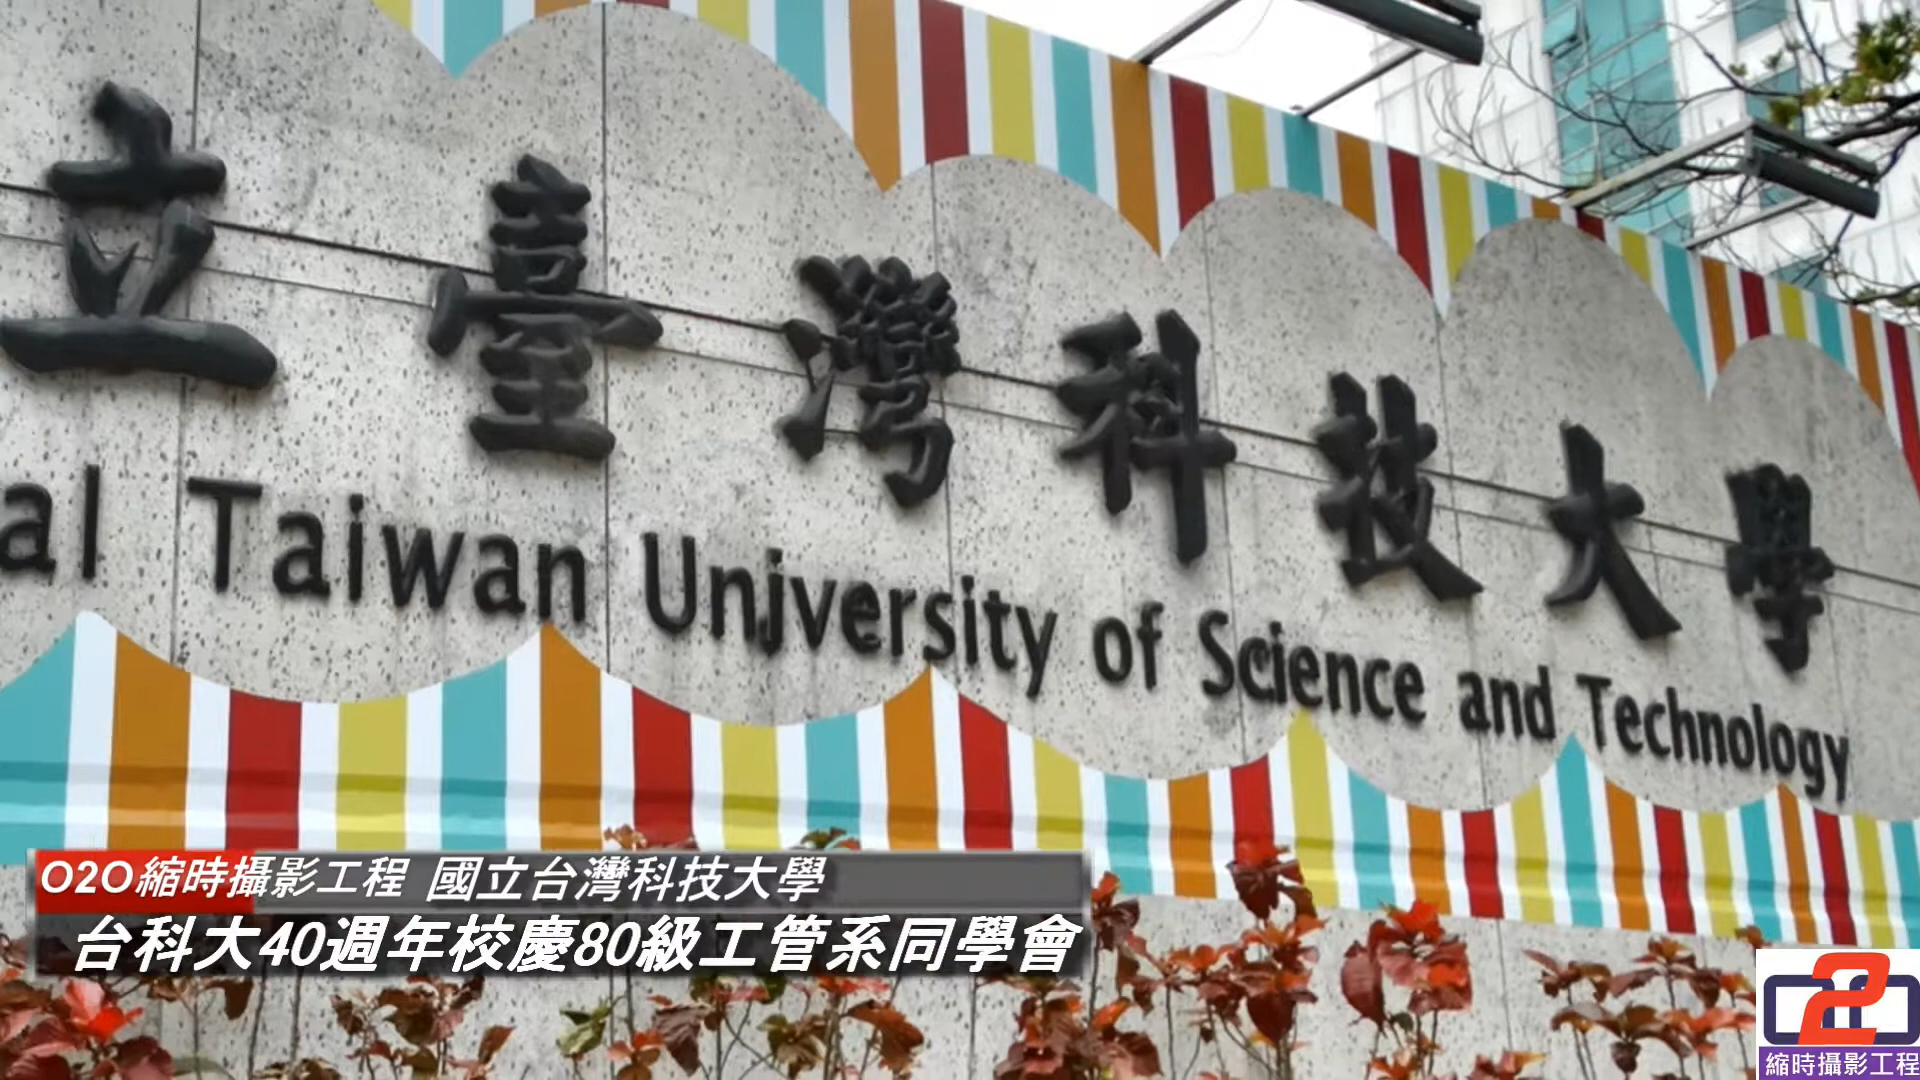 立臺灣科技大學
al Taiwan University of Science and Technology
O2O縮時攝影工程 國立台灣科技大學
台科大40週年校慶80級工管系同學會
O2O
縮時攝影工程